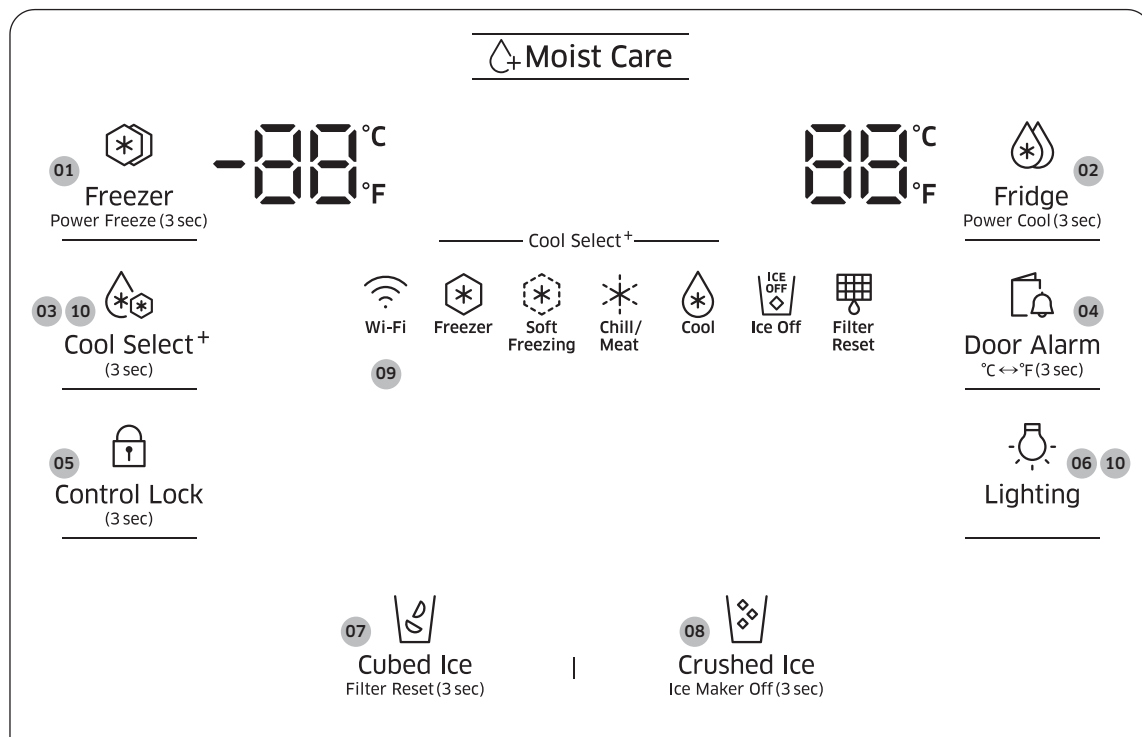 Moist Care
-88 °C °F
88 °C °F
01
Freezer
Power Freeze (3 sec)
02
Fridge
Power Cool (3 sec)
Cool Select+
03 10
Cool Select+
(3 sec)
Wi-Fi
Freezer
Soft
Freezing
Chill/
Meat
Cool
ICE
OFF
Ice Off
Filter
Reset
09
04
Door Alarm
°C ↔ °F (3 sec)
05
Control Lock
(3 sec)
06 10
Lighting
07
Cubed Ice
Filter Reset (3 sec)
08
Crushed Ice
Ice Maker Off (3 sec)